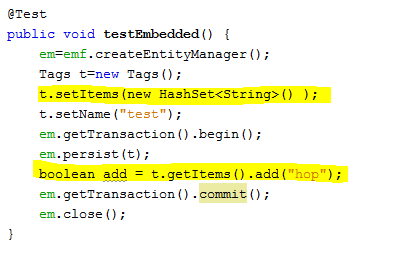 @Test
public void testEmbedded() {
em=emf.createEntityManager();
Tags t=new Tags();
t.setItems(new HashSet<String>() );
t.setName("test");
em.getTransaction().begin();
em.persist(t);
boolean add = t.getItems().add("hop");
em.getTransaction().commit();
em.close();
}